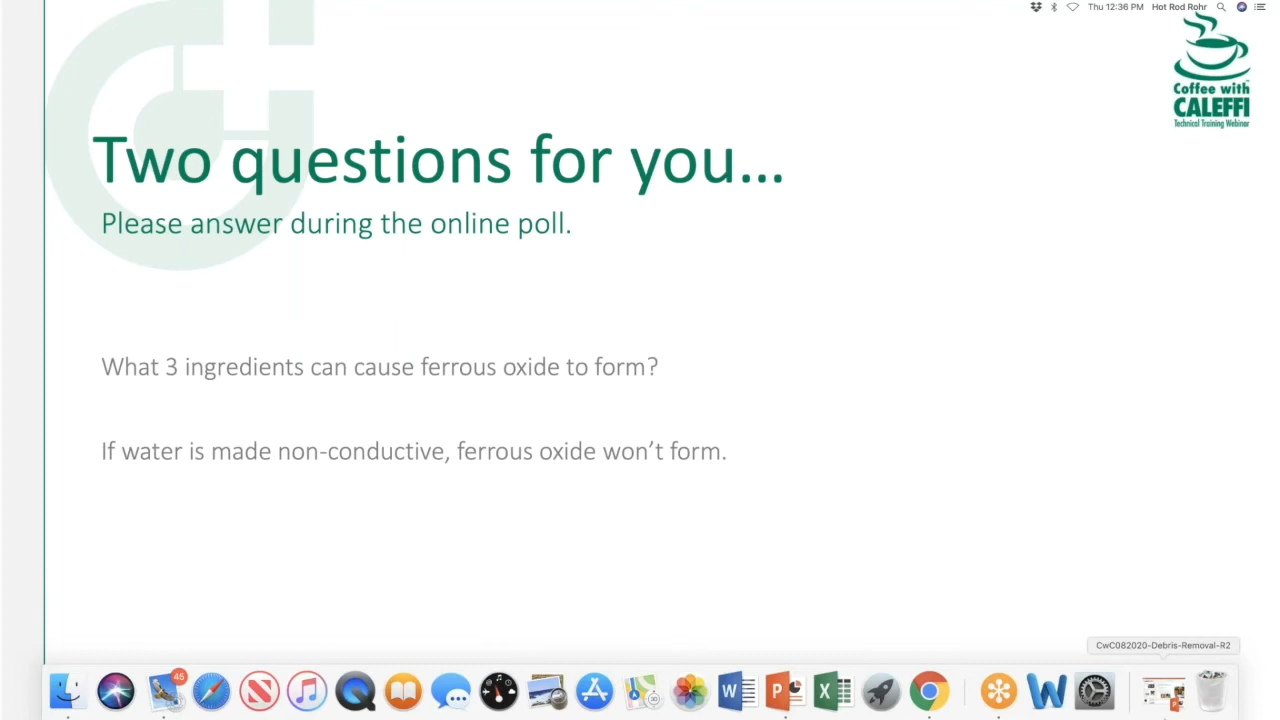 Thu 12:36 PM Hot Rod Rohr
Coffee with
CALEFFI
Technical Training Webinar
Two questions for you...
Please answer during the online poll.
What 3 ingredients can cause ferrous oxide to form?
If water is made non-conductive, ferrous oxide won’t form.
CwC082020-Debris-Removal-R2
46